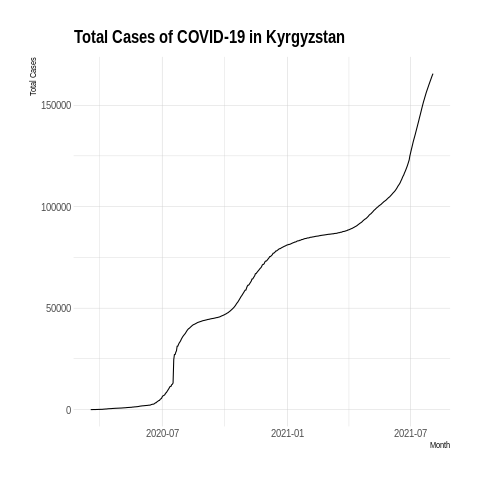 Total Cases of COVID-19 in Kyrgyzstan
Total Cases
150000
100000
50000
0
2020-07
2021-01
2021-07
Month